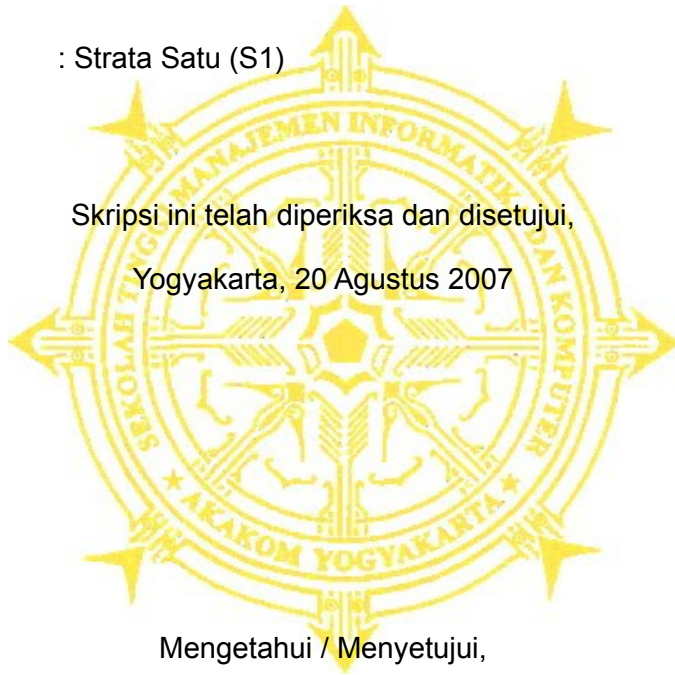 : Strata Satu (S1)
SEKOLAH TINGGI MANAJEMEN INFORMATIKA DAN KOMPUTER
Skripsi ini telah diperiksa dan disetujui,
Yogyakarta, 20 Agustus 2007
★ AKAKOM YOGYAKARTA ★
Mengetahui / Menyetujui,